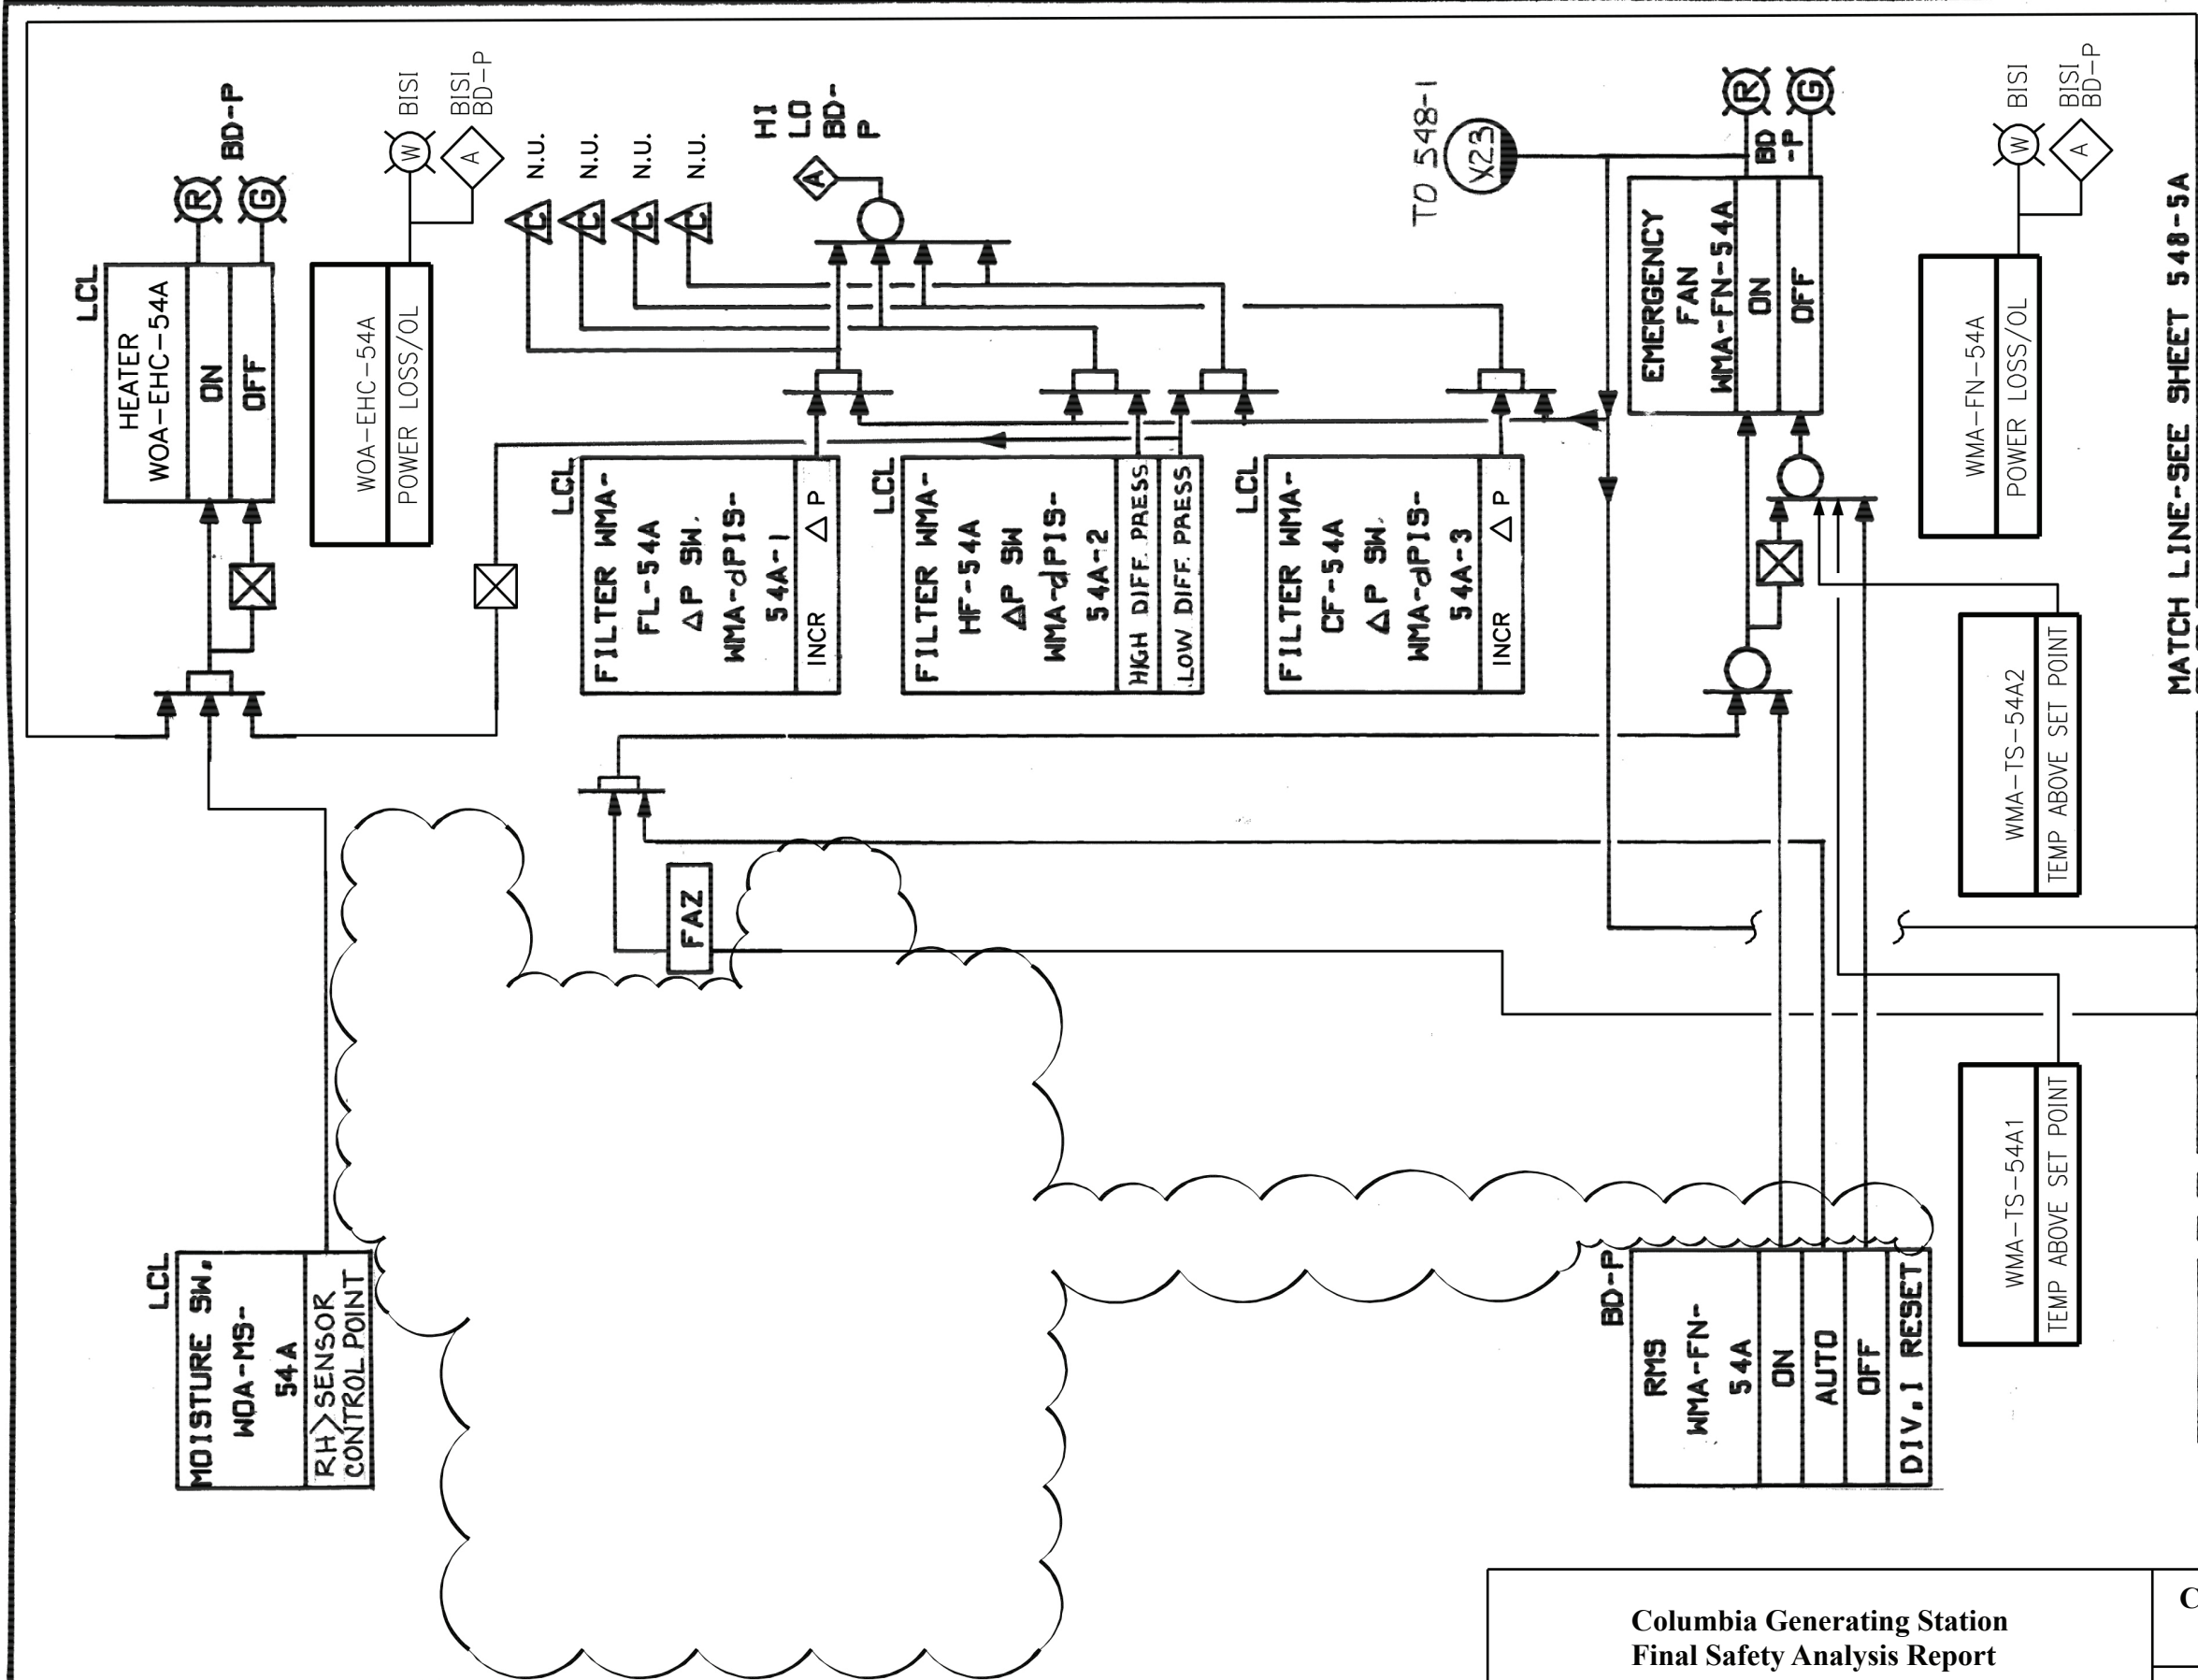 LCL
HEATER
WOA-EHC-54A
ON
OFF
R
G
BD-P
WOA-EHC-54A
POWER LOSS/OL
W
BISI
A
BISI
BD-P
C
N.U.
C
N.U.
C
N.U.
C
N.U.
A
HI
LO
BD-
P
LCL
FILTER WMA-
FL-54A
ΔP SW.
WMA-dPIS-
54A-1
INCR Δ P
LCL
FILTER WMA-
HF-54A
ΔP SW
WMA-dPIS-
54A-2
HIGH DIFF. PRESS
LOW DIFF. PRESS
LCL
FILTER WMA-
CF-54A
ΔP SW.
WMA-dPIS-
54A-3
INCR Δ P
TO 548-1
X23
EMERGENCY
FAN
WMA-FN-54A
ON
OFF
R
G
BD
-P
WMA-FN-54A
POWER LOSS/OL
W
BISI
A
BISI
BD-P
MATCH LINE-SEE SHEET 548-5A
FAZ
WMA-TS-54A2
TEMP ABOVE SET POINT
WMA-TS-54A1
TEMP ABOVE SET POINT
LCL
MOISTURE SW.
WOA-MS-
54A
RH>SENSOR
CONTROL POINT
BD-P
RMS
WMA-FN-
54A
ON
AUTO
OFF
DIV. I RESET
Columbia Generating Station
Final Safety Analysis Report
C